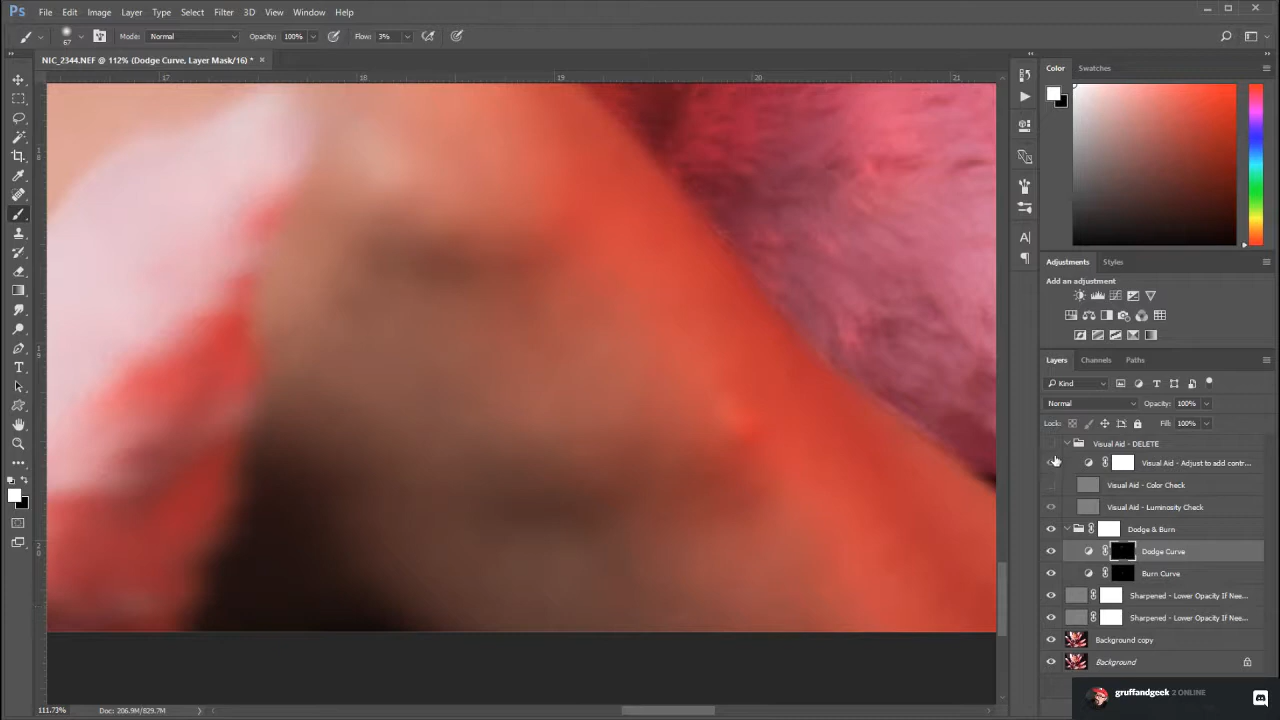 Ps File Edit Image Layer Type Select Filter 3D View Window Help
67 Mode: Normal Opacity: 100% Flow: 3%
NIC_2344.NEF @ 112% (Dodge Curve, Layer Mask/16) * ×
17 18 19 20 21
18
19
20
Color Swatches
Adjustments Styles
Add an adjustment
Layers Channels Paths
Kind
Normal Opacity: 100%
Lock: Fill: 100%
Visual Aid - DELETE
Visual Aid - Adjust to add contr...
Visual Aid - Color Check
Visual Aid - Luminosity Check
Dodge & Burn
Dodge Curve
Burn Curve
Sharpened - Lower Opacity If Nee...
Sharpened - Lower Opacity If Nee...
Background copy
Background
gruffandgeek 2 ONLINE
111.73% Doc: 206.9M/829.7M